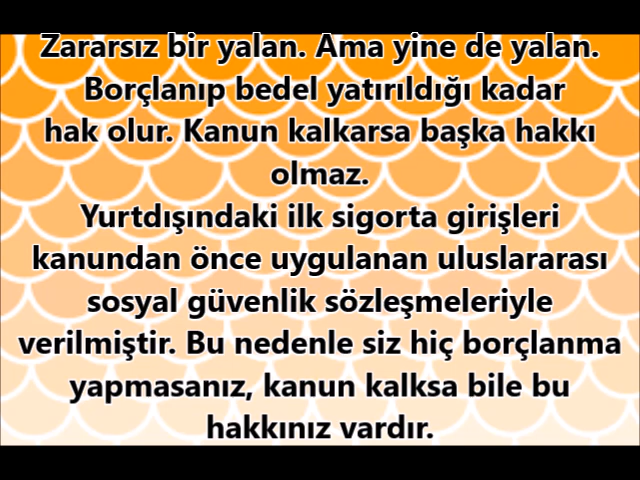 Zararsız bir yalan. Ama yine de yalan.
Borçlanıp bedel yatırıldığı kadar
hak olur. Kanun kalkarsa başka hakkı
olmaz.
Yurtdışındaki ilk sigorta girişleri
kanundan önce uygulanan uluslararası
sosyal güvenlik sözleşmeleriyle
verilmiştir. Bu nedenle siz hiç borçlanma
yapmasanız, kanun kalksa bile bu
hakkınız vardır.